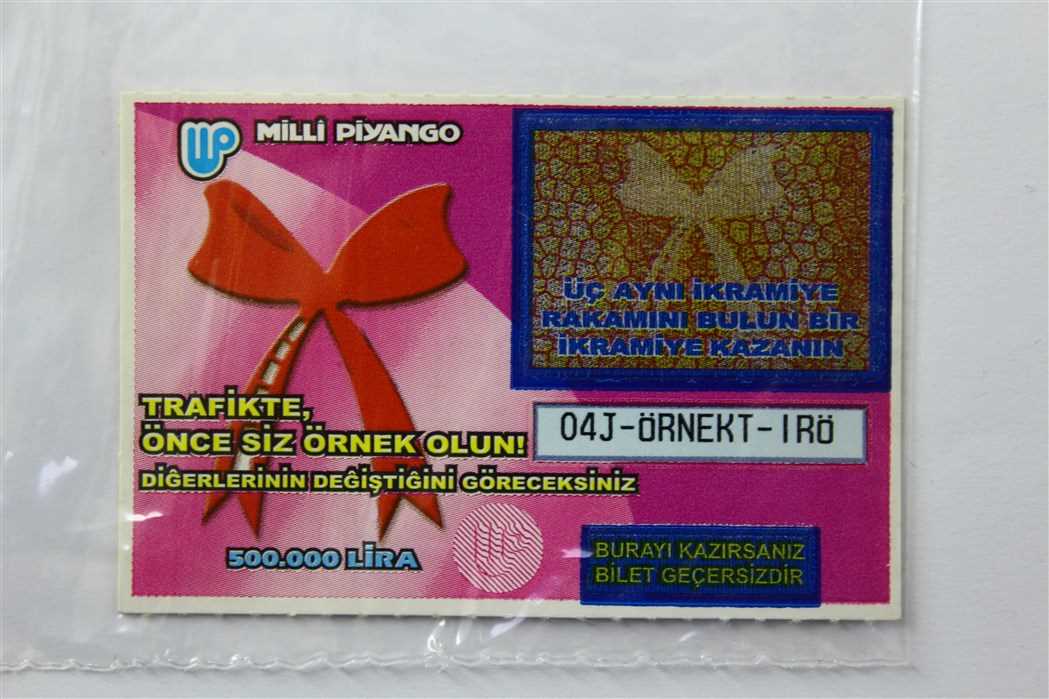 MİLLİ PİYANGO
ÜÇ AYNI İKRAMİYE
RAKAMINI BULUN BİR
İKRAMİYE KAZANIN
TRAFİKTE,
ÖNCE SİZ ÖRNEK OLUN!
DİĞERLERİNİN DEĞİŞTİĞİNİ GÖRECEKSİNİZ
04J-ÖRNEKT-IRÖ
500.000 LİRA
BURAYI KAZIRSANIZ
BİLET GEÇERSİZDİR